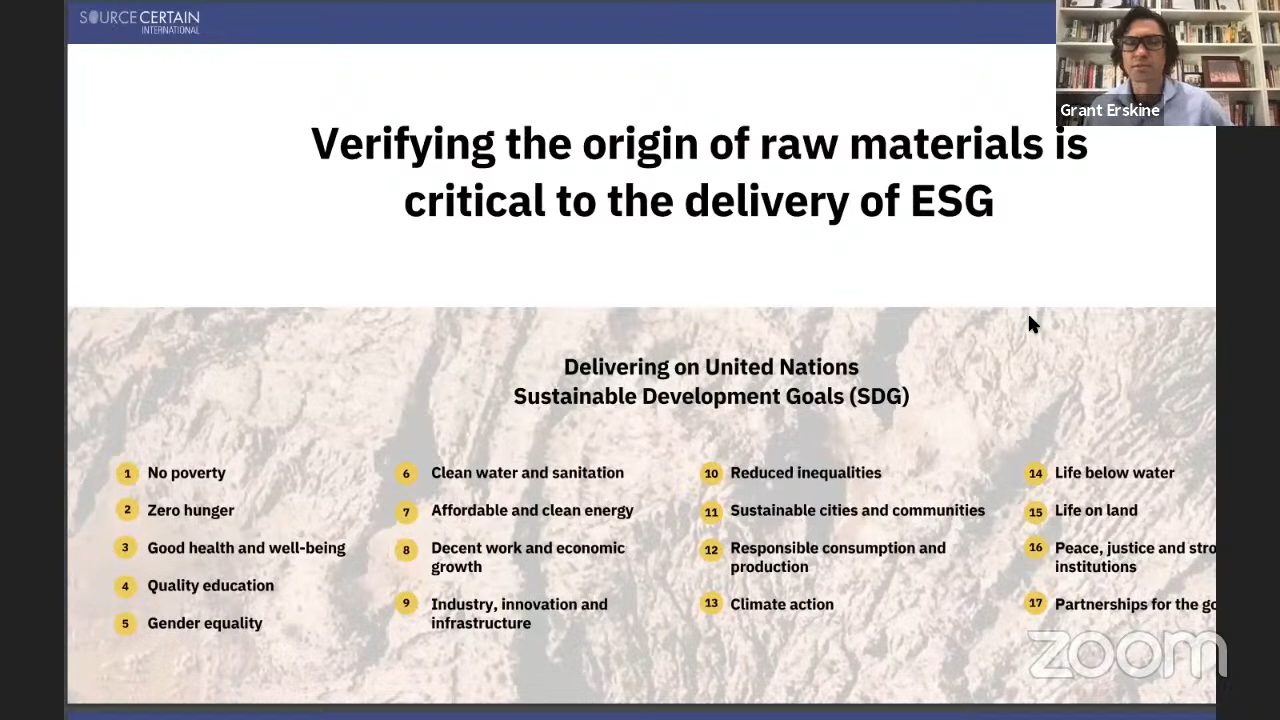 SOURCE CERTAIN
INTERNATIONAL
Grant Erskine
Verifying the origin of raw materials is
critical to the delivery of ESG
Delivering on United Nations
Sustainable Development Goals (SDG)
1 No poverty
2 Zero hunger
3 Good health and well-being
4 Quality education
5 Gender equality
6 Clean water and sanitation
7 Affordable and clean energy
8 Decent work and economic
growth
9 Industry, innovation and
infrastructure
10 Reduced inequalities
11 Sustainable cities and communities
12 Responsible consumption and
production
13 Climate action
14 Life below water
15 Life on land
16 Peace, justice and stro
institutions
17 Partnerships for the go
zoom